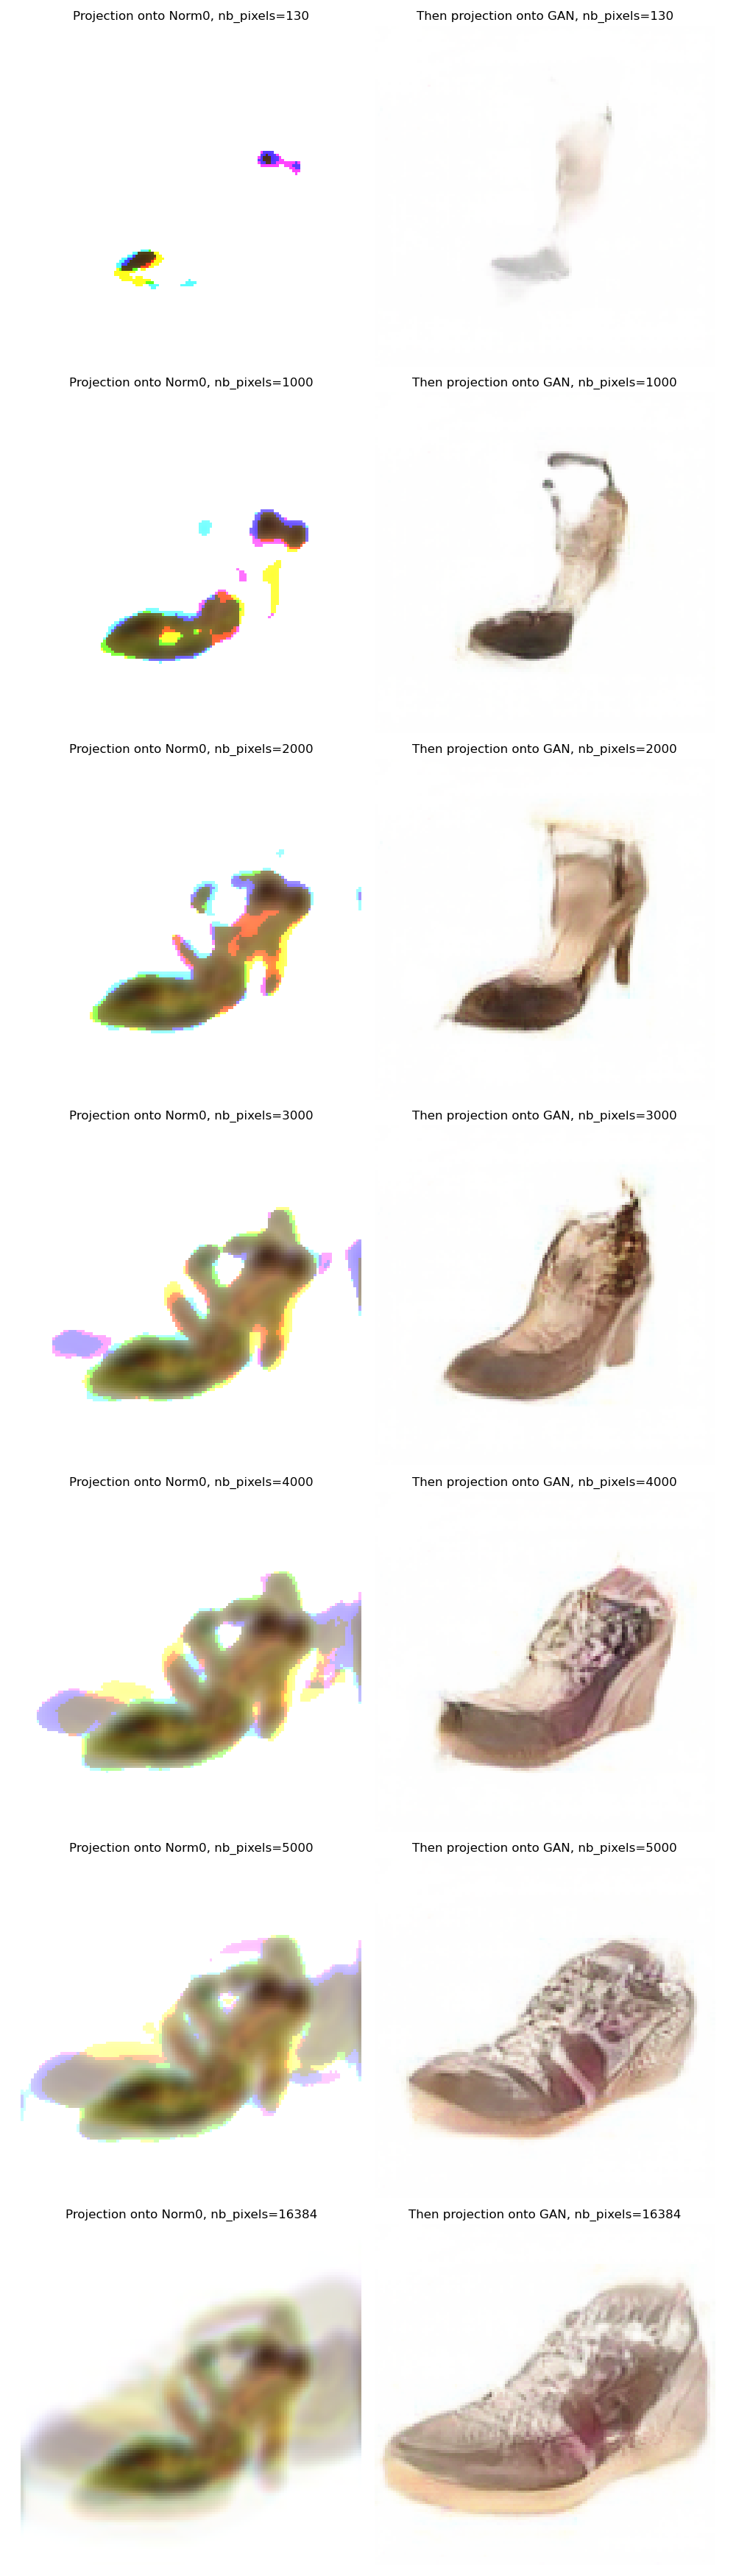 Projection onto Norm0, nb_pixels=130
Then projection onto GAN, nb_pixels=130
Projection onto Norm0, nb_pixels=1000
Then projection onto GAN, nb_pixels=1000
Projection onto Norm0, nb_pixels=2000
Then projection onto GAN, nb_pixels=2000
Projection onto Norm0, nb_pixels=3000
Then projection onto GAN, nb_pixels=3000
Projection onto Norm0, nb_pixels=4000
Then projection onto GAN, nb_pixels=4000
Projection onto Norm0, nb_pixels=5000
Then projection onto GAN, nb_pixels=5000
Projection onto Norm0, nb_pixels=16384
Then projection onto GAN, nb_pixels=16384